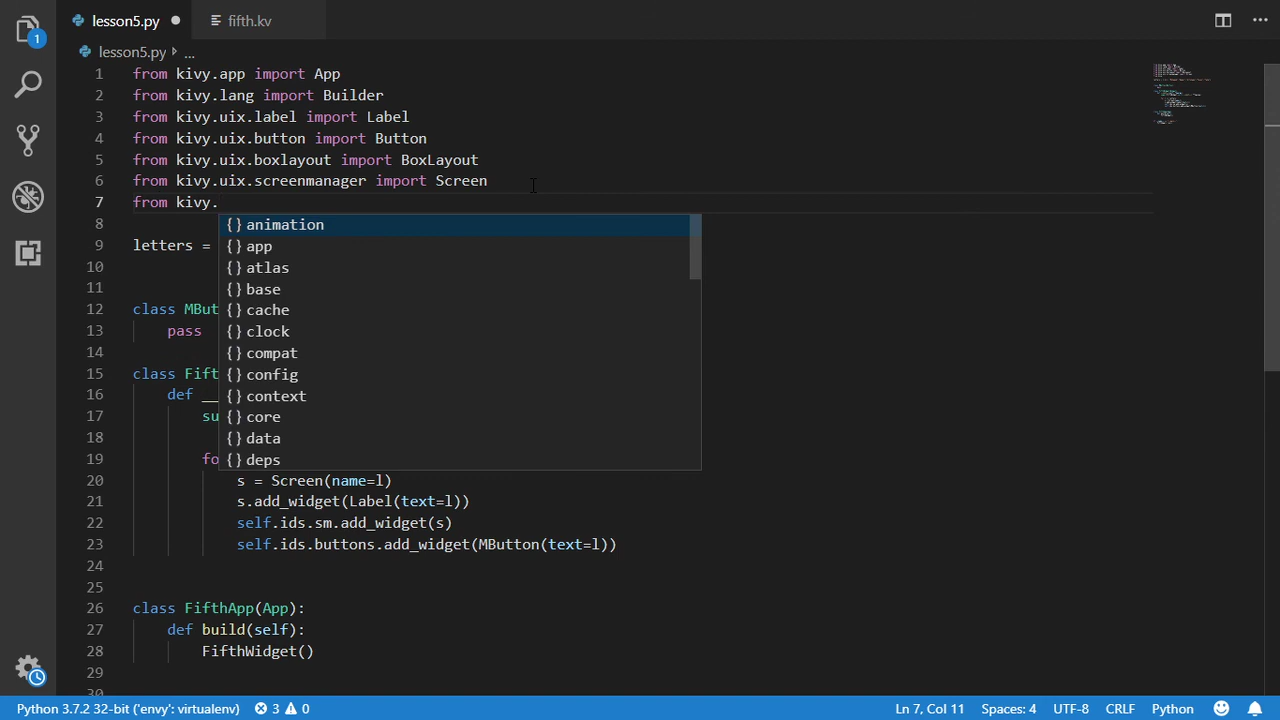 lesson5.py ● fifth.kv
1
lesson5.py ...
1 from kivy.app import App
2 from kivy.lang import Builder
3 from kivy.uix.label import Label
4 from kivy.uix.button import Button
5 from kivy.uix.boxlayout import BoxLayout
6 from kivy.uix.screenmanager import Screen
7 from kivy.
8 {} animation
9 letters = {} app
10 {} atlas
11 {} base
12 class MBut {} cache
13 pass {} clock
14 {} compat
15 class Fift {} config
16 def __ {} context
17 su {} core
18 {} data
19 fo {} deps
20 s = Screen(name=l)
21 s.add_widget(Label(text=l))
22 self.ids.sm.add_widget(s)
23 self.ids.buttons.add_widget(MButton(text=l))
24
25
26 class FifthApp(App):
27 def build(self):
28 FifthWidget()
29
30
Python 3.7.2 32-bit ('envy': virtualenv) 3 0 Ln 7, Col 11 Spaces: 4 UTF-8 CRLF Python